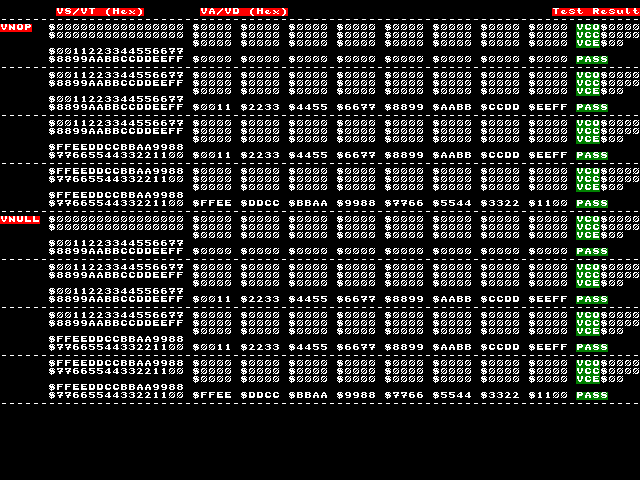 VS/VT (Hex) VA/VD (Hex) Test Result
VNOP $0000000000000000 $0000 $0000 $0000 $0000 $0000 $0000 $0000 $0000 VCO$0000
$0000000000000000 $0000 $0000 $0000 $0000 $0000 $0000 $0000 $0000 VCC$0000
$0000 $0000 $0000 $0000 $0000 $0000 $0000 $0000 VCE$00
$0011223344556677
$8899AABBCCDDEEFF $0000 $0000 $0000 $0000 $0000 $0000 $0000 $0000 PASS
$0000000000000000 $0000 $0000 $0000 $0000 $0000 $0000 $0000 $0000 VCO$0000
$0000000000000000 $0000 $0000 $0000 $0000 $0000 $0000 $0000 $0000 VCC$0000
$0000 $0000 $0000 $0000 $0000 $0000 $0000 $0000 VCE$00
$0011223344556677
$8899AABBCCDDEEFF $0011 $2233 $4455 $6677 $8899 $AABB $CCDD $EEFF PASS
$0011223344556677 $0000 $0000 $0000 $0000 $0000 $0000 $0000 $0000 VCO$0000
$8899AABBCCDDEEFF $0000 $0000 $0000 $0000 $0000 $0000 $0000 $0000 VCC$0000
$0000 $0000 $0000 $0000 $0000 $0000 $0000 $0000 VCE$00
$FFEEDDCCBBAA9988
$7766554433221100 $0011 $2233 $4455 $6677 $8899 $AABB $CCDD $EEFF PASS
$0000000000000000 $0000 $0000 $0000 $0000 $0000 $0000 $0000 $0000 VCO$0000
$0000000000000000 $0000 $0000 $0000 $0000 $0000 $0000 $0000 $0000 VCC$0000
$0000 $0000 $0000 $0000 $0000 $0000 $0000 $0000 VCE$00
$FFEEDDCCBBAA9988
$7766554433221100 $FFEE $DDCC $BBAA $9988 $7766 $5544 $3322 $1100 PASS
VNULL $0000000000000000 $0000 $0000 $0000 $0000 $0000 $0000 $0000 $0000 VCO$0000
$0000000000000000 $0000 $0000 $0000 $0000 $0000 $0000 $0000 $0000 VCC$0000
$0000 $0000 $0000 $0000 $0000 $0000 $0000 $0000 VCE$00
$0011223344556677
$8899AABBCCDDEEFF $0000 $0000 $0000 $0000 $0000 $0000 $0000 $0000 PASS
$0000000000000000 $0000 $0000 $0000 $0000 $0000 $0000 $0000 $0000 VCO$0000
$0000000000000000 $0000 $0000 $0000 $0000 $0000 $0000 $0000 $0000 VCC$0000
$0000 $0000 $0000 $0000 $0000 $0000 $0000 $0000 VCE$00
$0011223344556677
$8899AABBCCDDEEFF $0011 $2233 $4455 $6677 $8899 $AABB $CCDD $EEFF PASS
$0011223344556677 $0000 $0000 $0000 $0000 $0000 $0000 $0000 $0000 VCO$0000
$8899AABBCCDDEEFF $0000 $0000 $0000 $0000 $0000 $0000 $0000 $0000 VCC$0000
$0000 $0000 $0000 $0000 $0000 $0000 $0000 $0000 VCE$00
$FFEEDDCCBBAA9988
$7766554433221100 $0011 $2233 $4455 $6677 $8899 $AABB $CCDD $EEFF PASS
$0000000000000000 $0000 $0000 $0000 $0000 $0000 $0000 $0000 $0000 VCO$0000
$0000000000000000 $0000 $0000 $0000 $0000 $0000 $0000 $0000 $0000 VCC$0000
$0000 $0000 $0000 $0000 $0000 $0000 $0000 $0000 VCE$00
$FFEEDDCCBBAA9988
$7766554433221100 $FFEE $DDCC $BBAA $9988 $7766 $5544 $3322 $1100 PASS